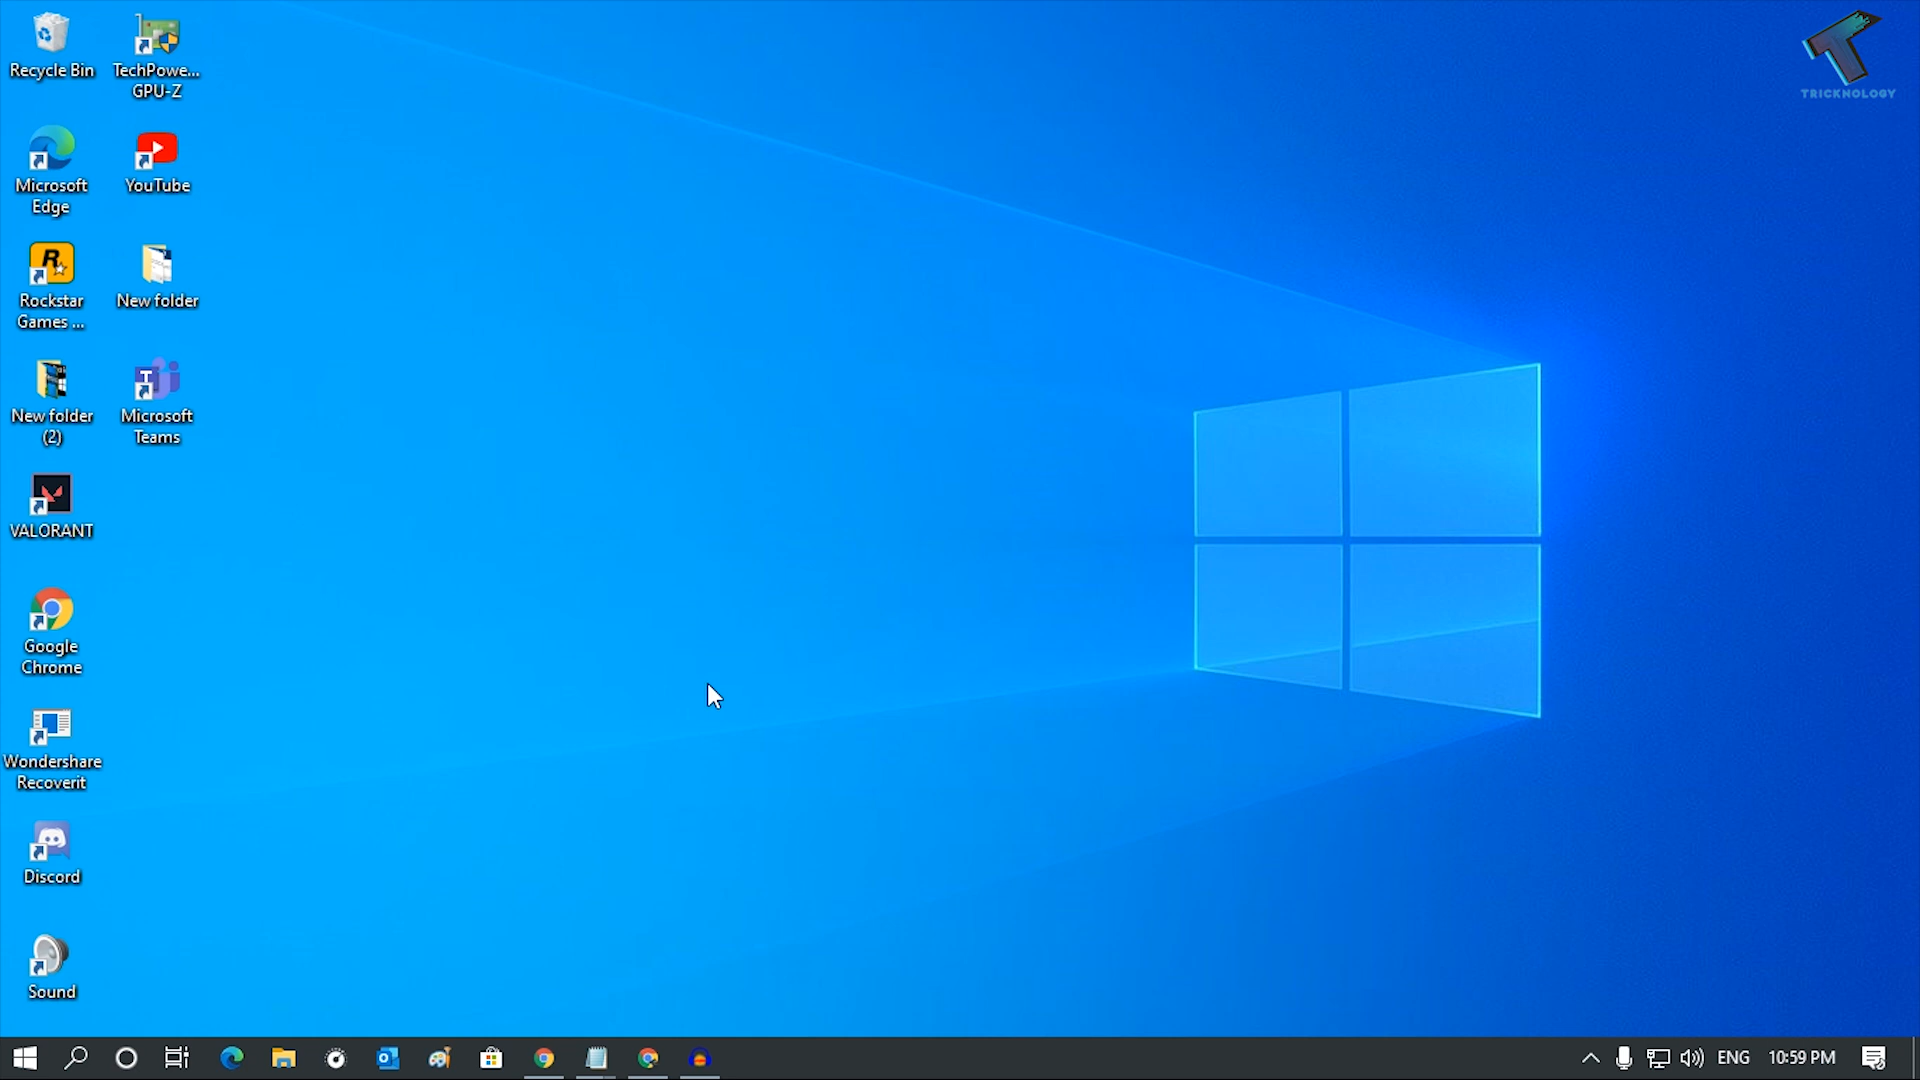 Recycle Bin
TechPowe...
GPU-Z
Microsoft
Edge
YouTube
Rockstar
Games ...
New folder
New folder
(2)
Microsoft
Teams
VALORANT
Google
Chrome
Wondershare
Recoverit
Discord
Sound
TRICKNOLOGY
ENG
10:59 PM